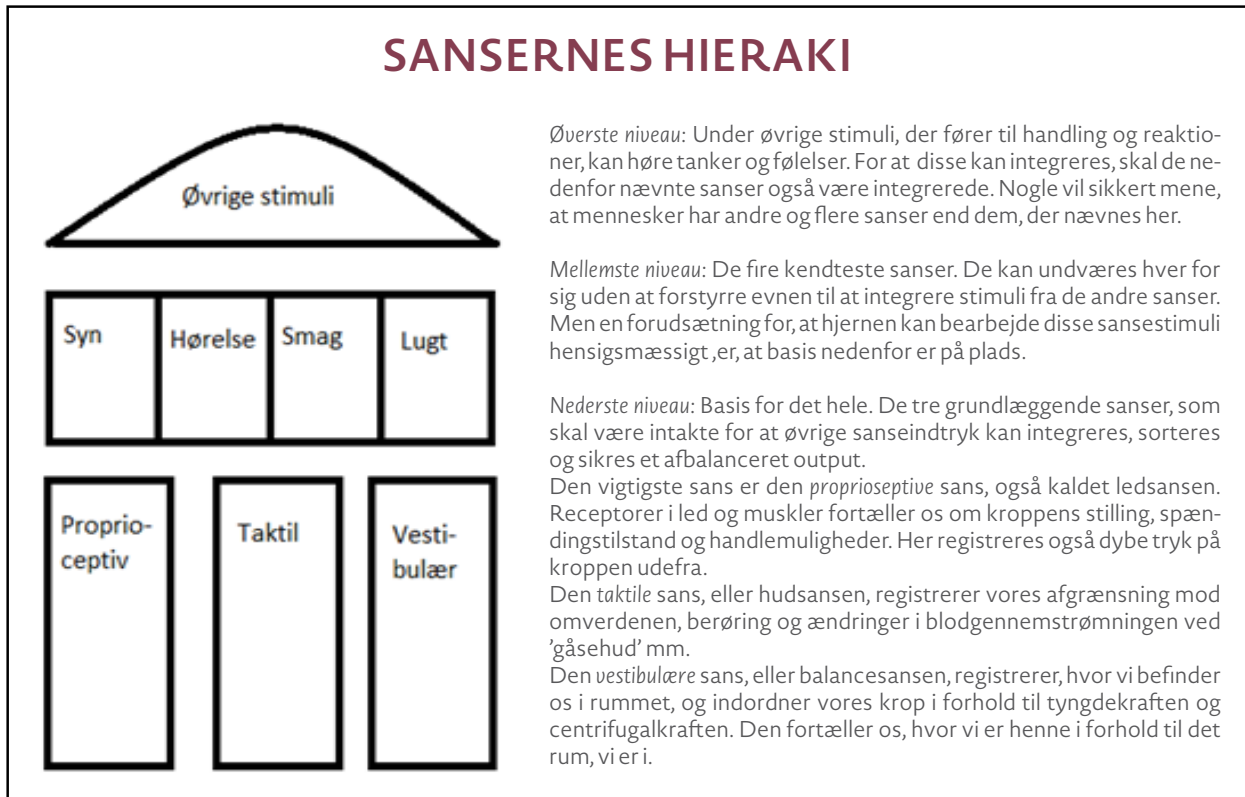 SANSERNES HIERAKI
Øvrige stimuli
Syn
Hørelse
Smag
Lugt
Proprio-
ceptiv
Taktil
Vesti-
bulær
Øverste niveau: Under øvrige stimuli, der fører til handling og reaktio-
ner, kan høre tanker og følelser. For at disse kan integreres, skal de ne-
denfor nævnte sanser også være integrerede. Nogle vil sikkert mene,
at mennesker har andre og flere sanser end dem, der nævnes her.
Mellemste niveau: De fire kendteste sanser. De kan undværes hver for
sig uden at forstyrre evnen til at integrere stimuli fra de andre sanser.
Men en forudsætning for, at hjernen kan bearbejde disse sansestimuli
hensigsmæssigt ,er, at basis nedenfor er på plads.
Nederste niveau: Basis for det hele. De tre grundlæggende sanser, som
skal være intakte for at øvrige sanseindtryk kan integreres, sorteres
og sikres et afbalanceret output.
Den vigtigste sans er den proprioseptive sans, også kaldet ledsansen.
Receptorer i led og muskler fortæller os om kroppens stilling, spæn-
dingstilstand og handlemuligheder. Her registreres også dybe tryk på
kroppen udefra.
Den taktile sans, eller hudsansen, registrerer vores afgrænsning mod
omverdenen, berøring og ændringer i blodgennemstrømningen ved
’gåsehud’ mm.
Den vestibulære sans, eller balancesansen, registrerer, hvor vi befinder
os i rummet, og indordner vores krop i forhold til tyngdekraften og
centrifugalkraften. Den fortæller os, hvor vi er henne i forhold til det
rum, vi er i.